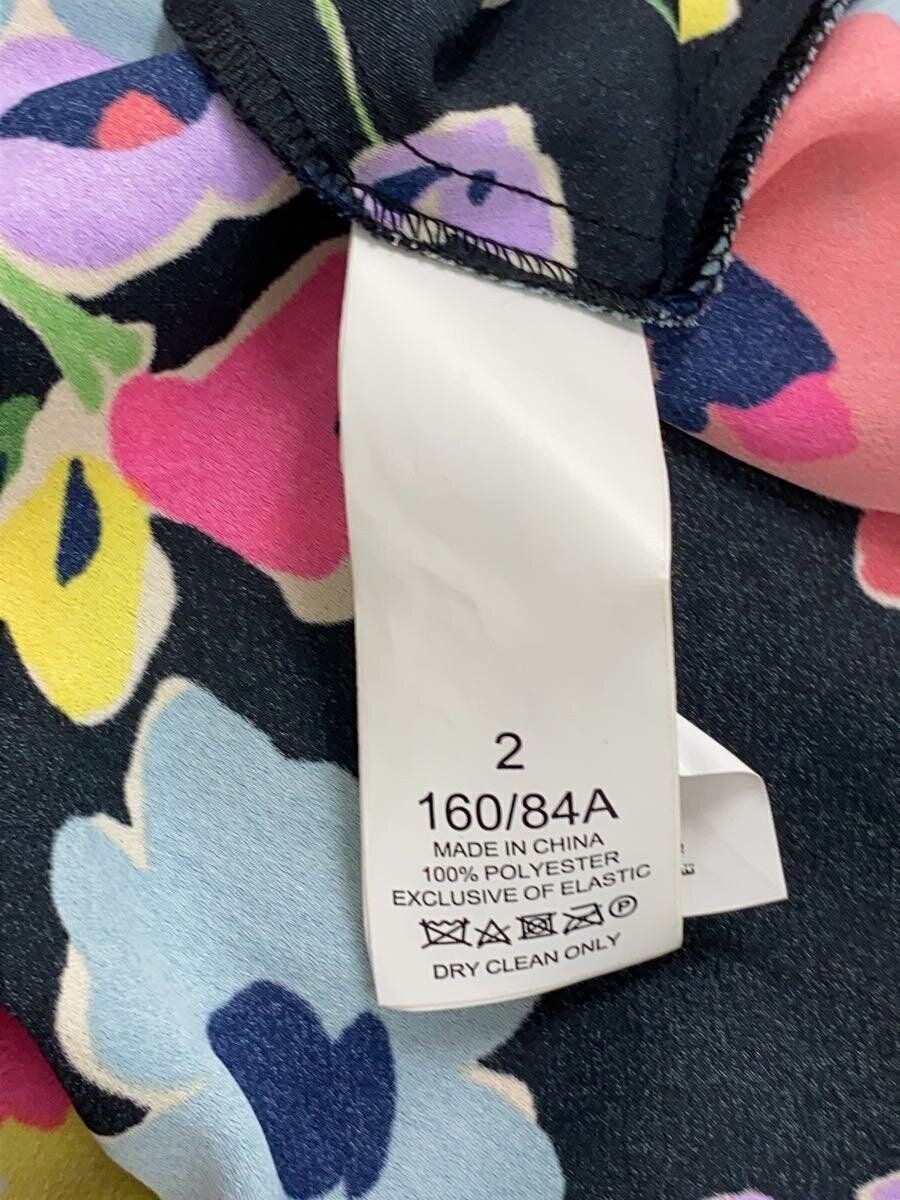 2
160/84A
MADE IN CHINA
100% POLYESTER
EXCLUSIVE OF ELASTIC
P
DRY CLEAN ONLY